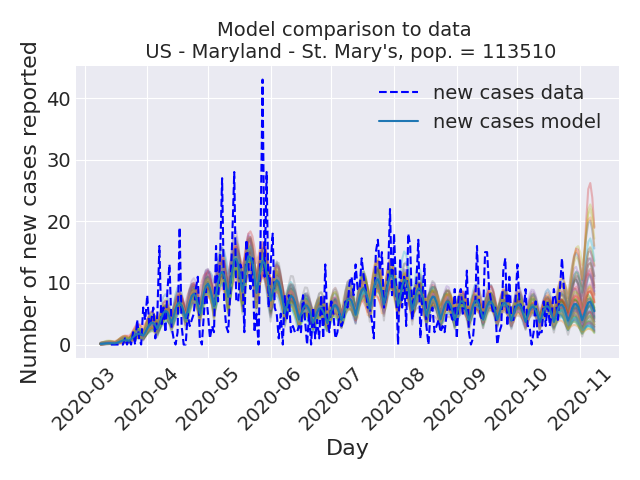 Model comparison to data
US - Maryland - St. Mary's, pop. = 113510
Number of new cases reported
40
30
20
10
0
new cases data
new cases model
2020-03
2020-04
2020-05
2020-06
2020-07
2020-08
2020-09
2020-10
2020-11
Day